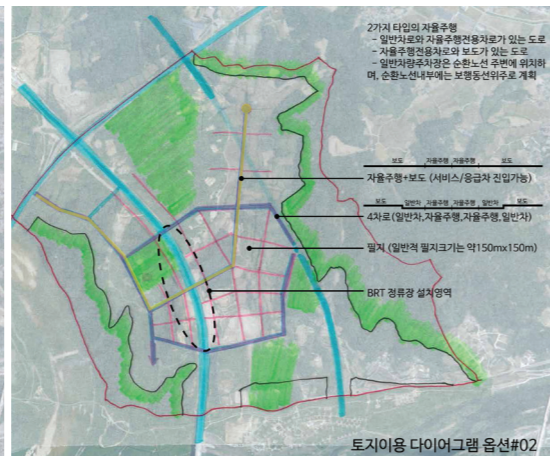 2가지 타입의 자율주행
- 일반차로와 자율주행전용차로가 있는 도로
- 자율주행전용차로와 보도가 있는 도로
- 일반차량주차장은 순환노선 주변에 위치하
며, 순환노선내부에는 보행동선위주로 계획
보도 자율주행 자율주행 보도
자율주행+보도 (서비스/응급차 진입가능)
보도 일반차 자율주행 자율주행 일반차 보도
4차로(일반차,자율주행,자율주행,일반차)
필지 (일반적 필지크기는 약150mx150m)
BRT 정류장 설치영역
토지이용 다이어그램 옵션#02